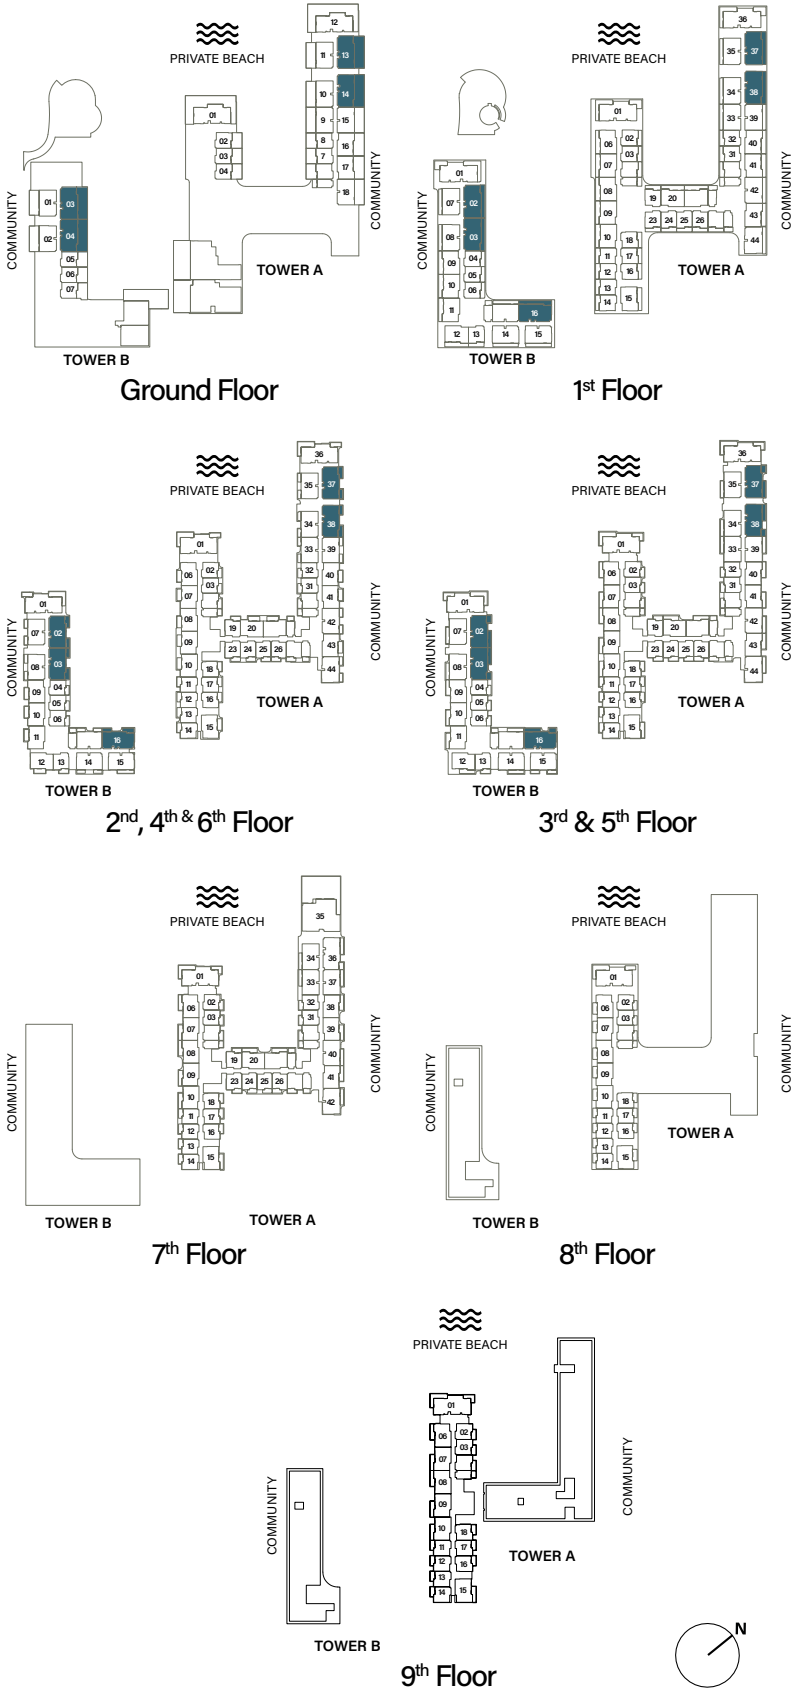 PRIVATE BEACH
12
11 13
10 14
9 15
8 16
7 17
18
01
02
03
04
01 03
02 04
05
06
07
COMMUNITY
COMMUNITY
TOWER A
TOWER B
Ground Floor
PRIVATE BEACH
36
35 37
34 38
33 39
32 40
31 41
42
43
44
01
06 02
07 03
08
09
10 18
11 17
12 16
13
14 15
19 20
23 24 25 26
01
07 02
08 03
09 04
05
10 06
11
16
12 13 14 15
COMMUNITY
COMMUNITY
TOWER A
TOWER B
1st Floor
PRIVATE BEACH
36
35 37
34 38
33 39
32 40
31 41
42
43
44
01
06 02
07 03
08
09
10 18
11 17
12 16
13
14 15
19 20
23 24 25 26
01
07 02
08 03
09 04
05
10 06
11
16
12 13 14 15
COMMUNITY
COMMUNITY
TOWER A
TOWER B
2nd, 4th & 6th Floor
PRIVATE BEACH
36
35 37
34 38
33 39
32 40
31 41
42
43
44
01
06 02
07 03
08
09
10 18
11 17
12 16
13
14 15
19 20
23 24 25 26
01
07 02
08 03
09 04
05
10 06
11
16
12 13 14 15
COMMUNITY
COMMUNITY
TOWER A
TOWER B
3rd & 5th Floor
PRIVATE BEACH
35
34 36
33 37
32 38
31 39
40
41
42
01
06 02
07 03
08
09
10 18
11 17
12 16
13
14 15
19 20
23 24 25 26
COMMUNITY
COMMUNITY
TOWER A
TOWER B
7th Floor
PRIVATE BEACH
01
06 02
07 03
08
09
10 18
11 17
12 16
13
14 15
COMMUNITY
COMMUNITY
TOWER A
TOWER B
8th Floor
PRIVATE BEACH
01
06 02
07 03
08
09
10 18
11 17
12 16
13
14 15
COMMUNITY
COMMUNITY
TOWER A
TOWER B
9th Floor
N